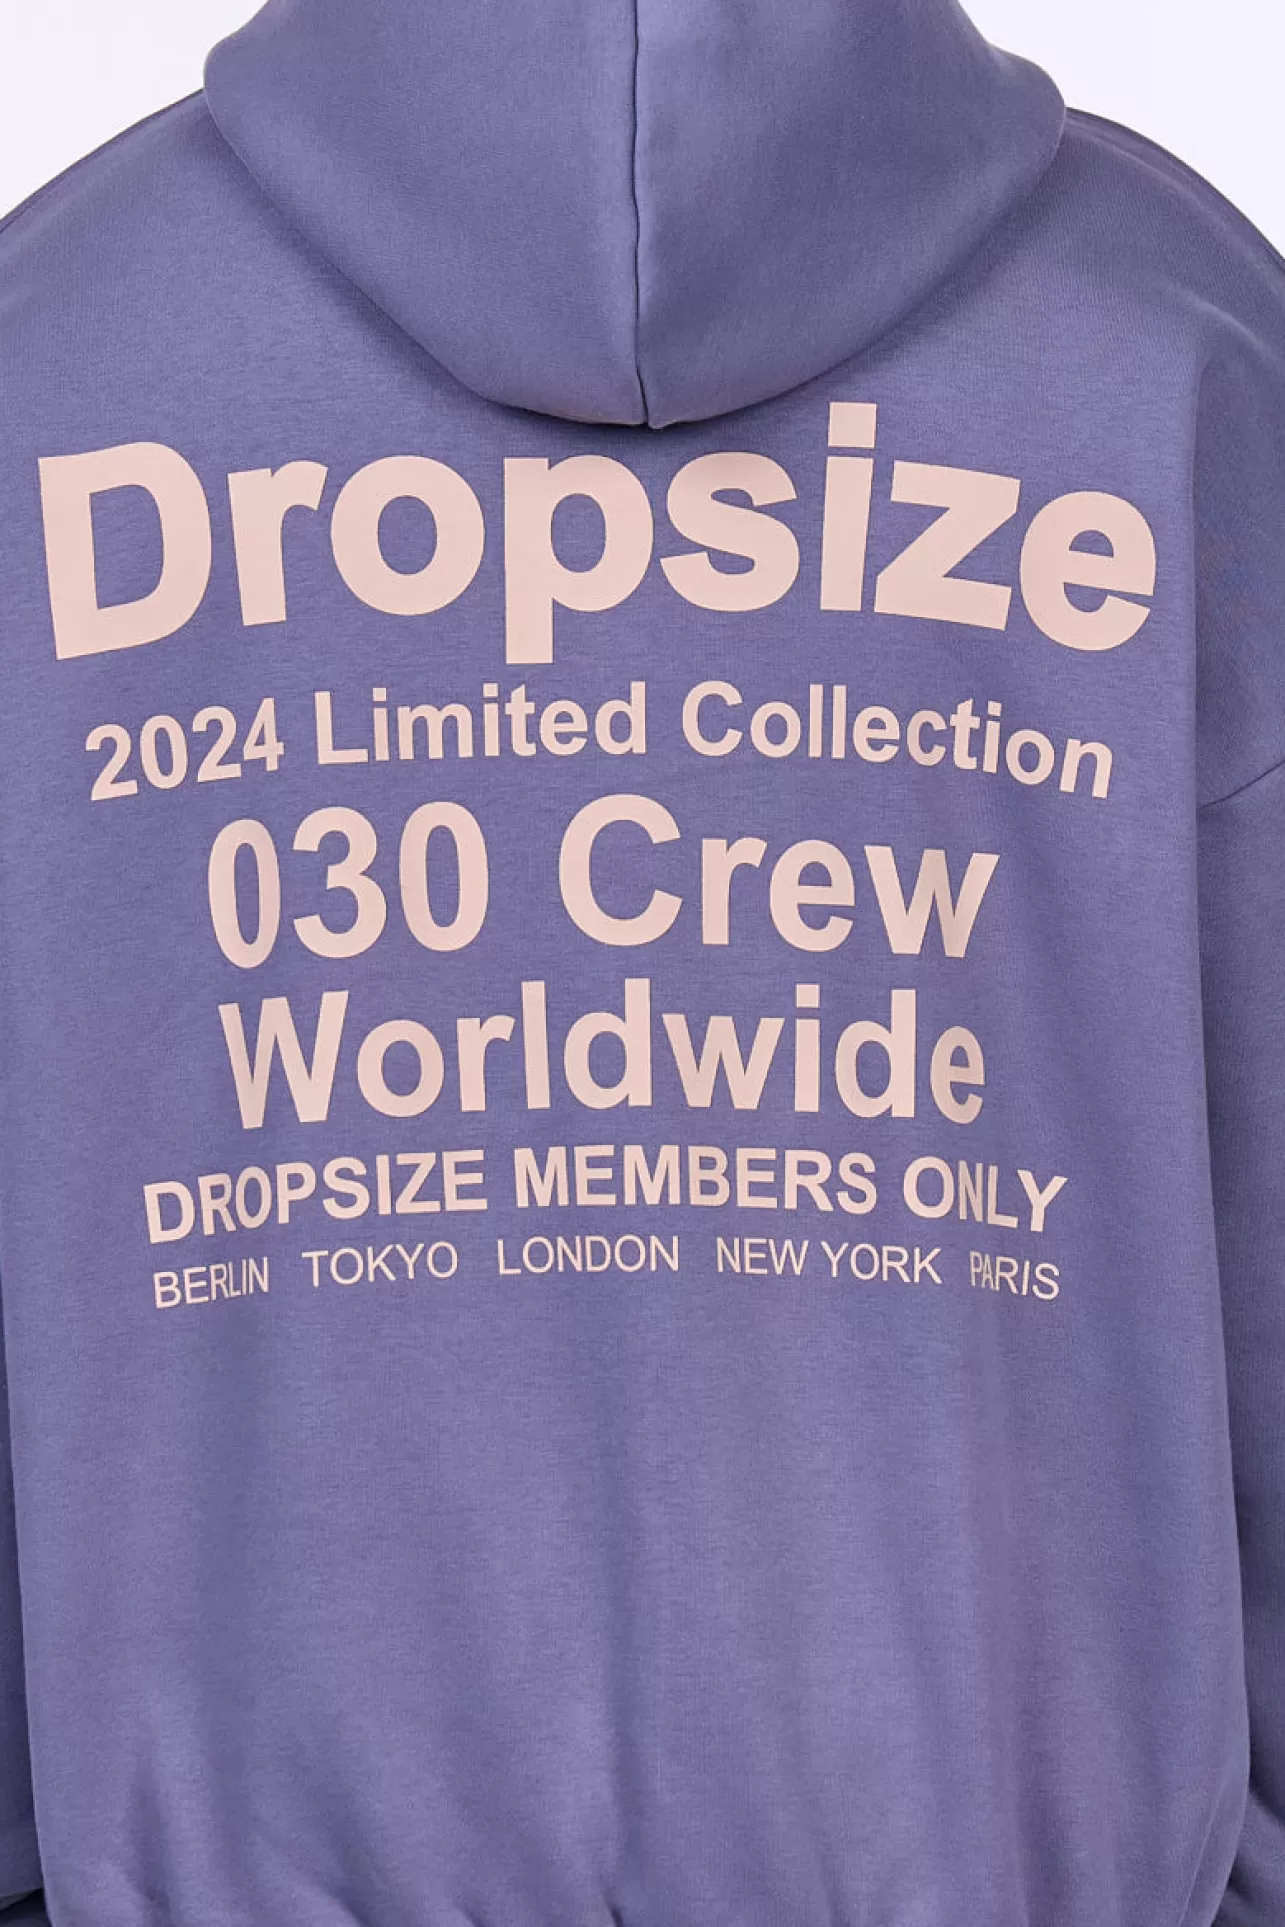 Dropsize
2024 Limited Collection
030 Crew
Worldwide
DROPSIZE MEMBERS ONLY
BERLIN TOKYO LONDON NEW YORK PARIS